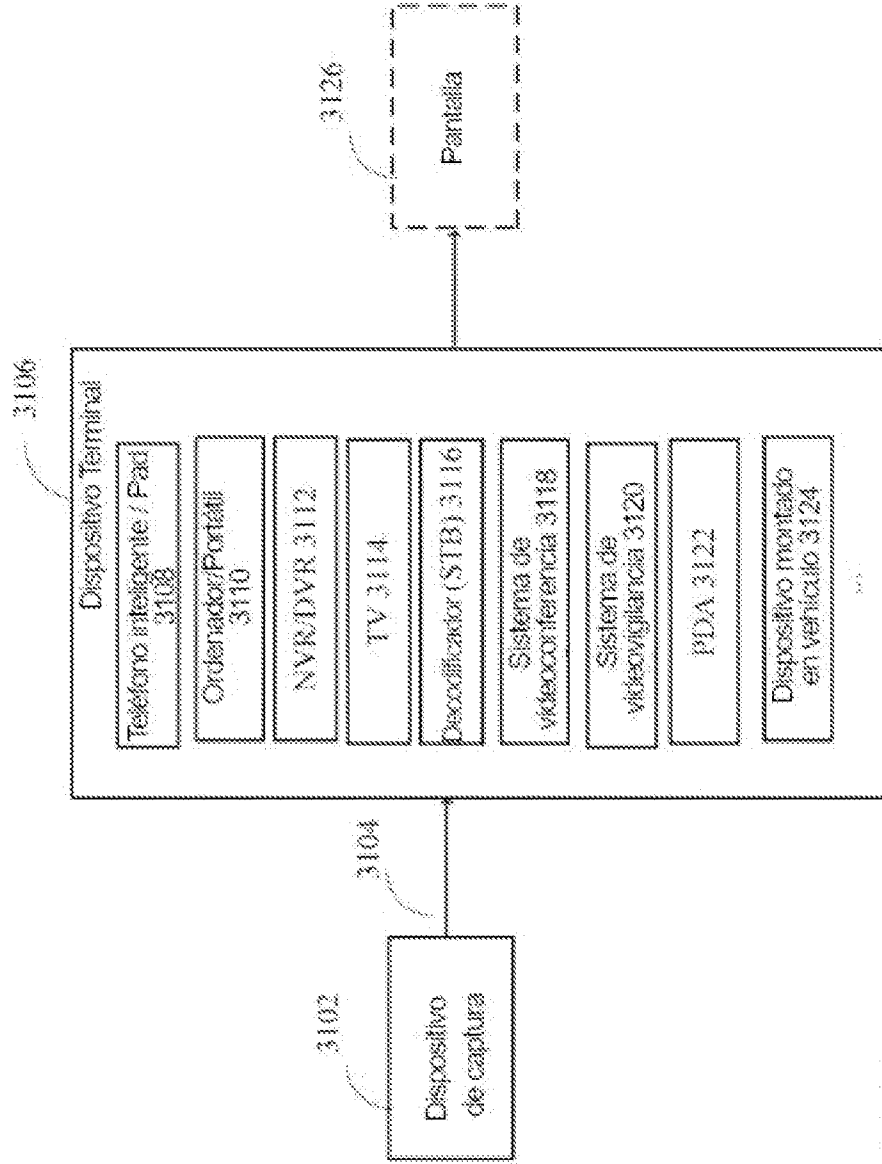 3102
Dispositivo
de captura
3104
3106
Dispositivo Terminal
Teléfono inteligente / Pad
3108
Ordenador/Portátil
3110
NVR/DVR 3112
TV 3114
Decodificador (STB) 3116
Sistema de
videoconferencia 3118
Sistema de
videovigilancia 3120
PDA 3122
Dispositivo montado
en vehículo 3124
...
3126
Pantalla